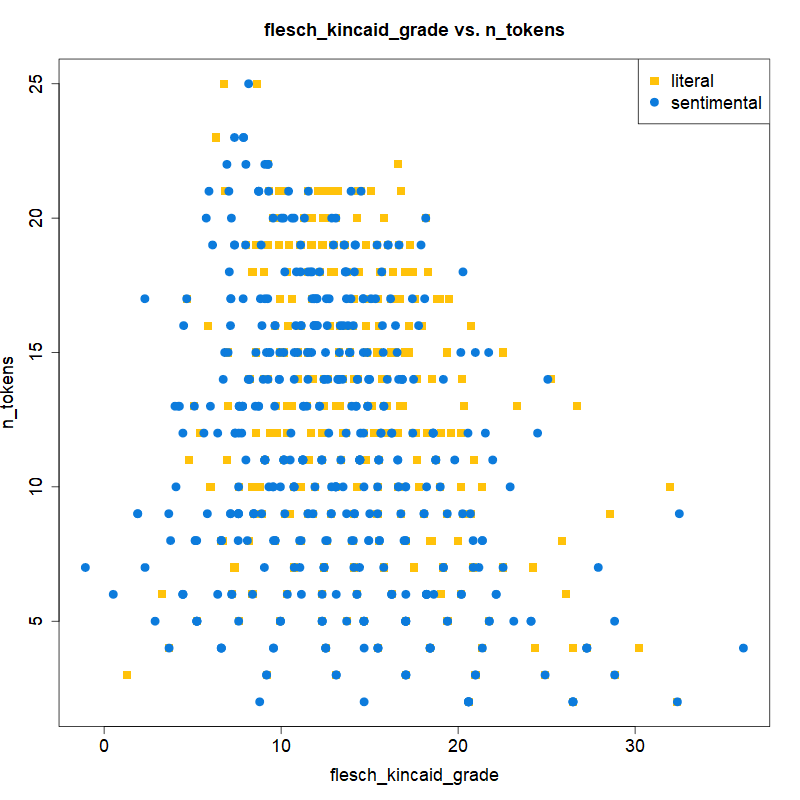 flesch_kincaid_grade vs. n_tokens
literal
sentimental
25
20
15
10
5
n_tokens
0 10 20 30
flesch_kincaid_grade